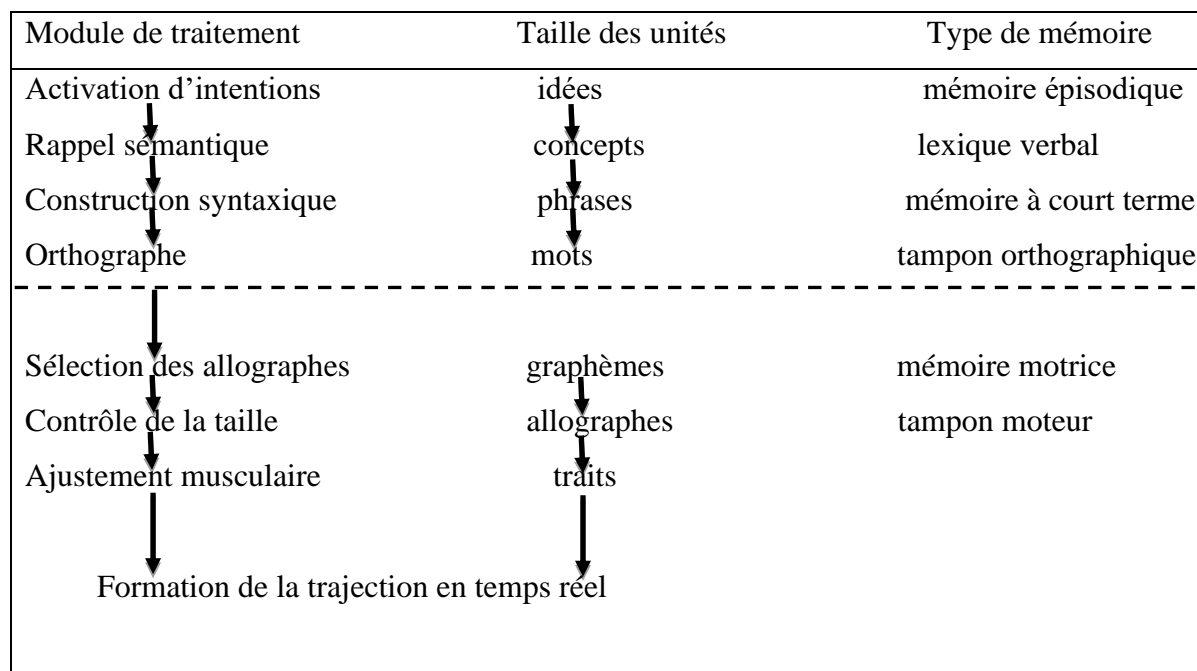 Module de traitement Taille des unités Type de mémoire
Activation d’intentions idées mémoire épisodique
Rappel sémantique concepts lexique verbal
Construction syntaxique phrases mémoire à court terme
Orthographe mots tampon orthographique
Sélection des allographes graphèmes mémoire motrice
Contrôle de la taille allographes tampon moteur
Ajustement musculaire traits
Formation de la trajection en temps réel